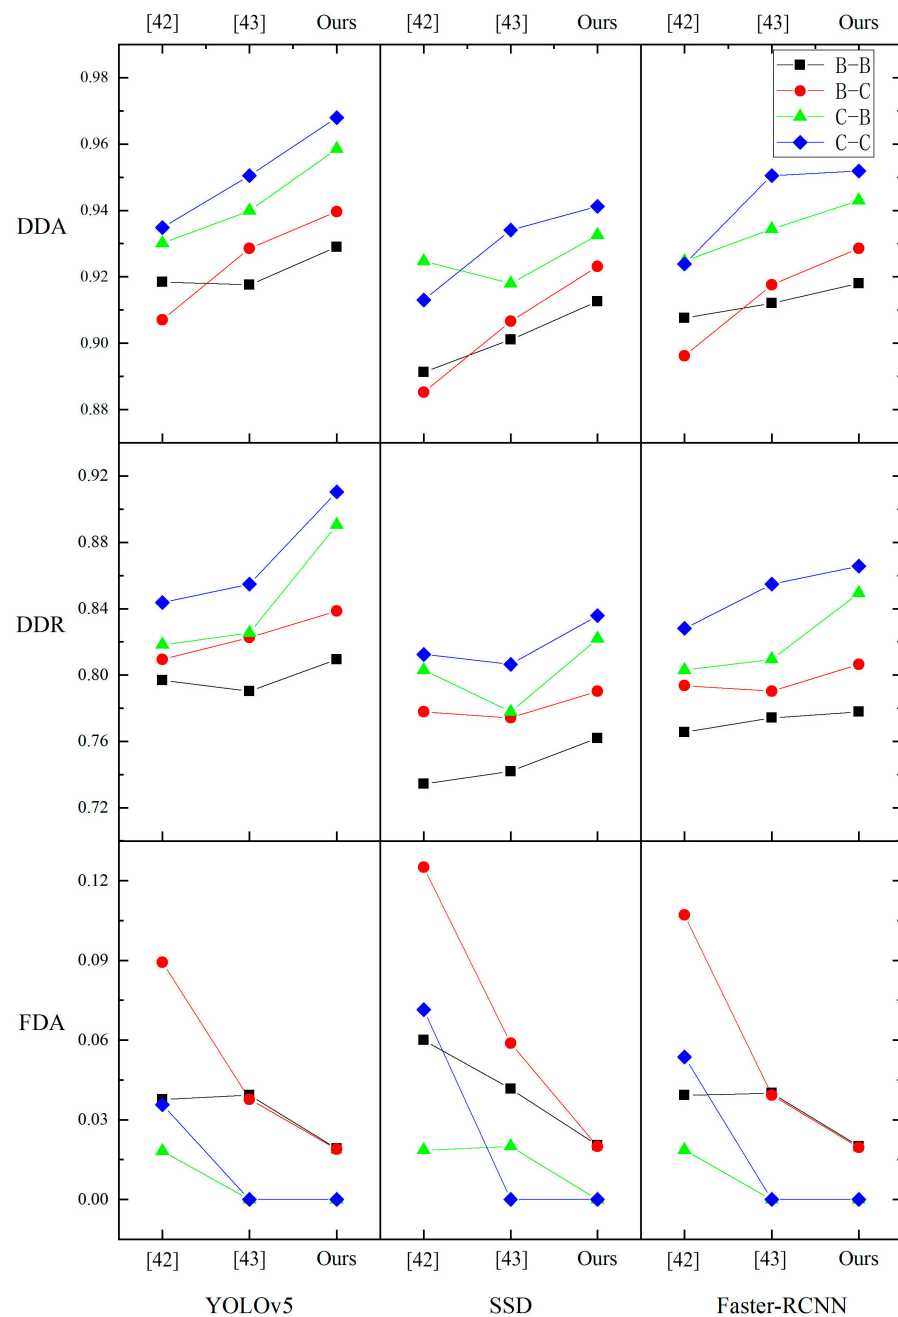 [42] [43] Ours [42] [43] Ours [42] [43] Ours
B-B
B-C
C-B
C-C
DDA
0.98
0.96
0.94
0.92
0.90
0.88
DDR
0.92
0.88
0.84
0.80
0.76
0.72
FDA
0.12
0.09
0.06
0.03
0.00
[42] [43] Ours [42] [43] Ours [42] [43] Ours
YOLOv5 SSD Faster-RCNN